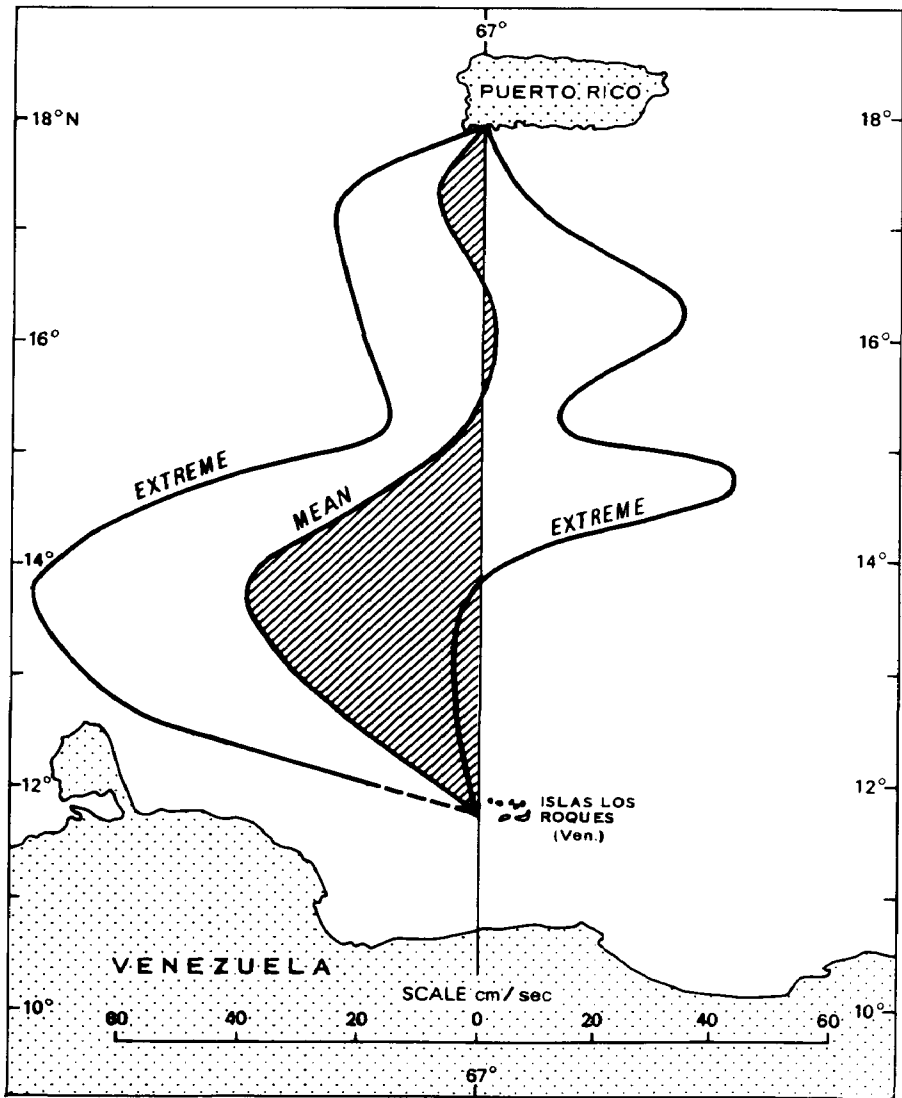 67°
PUERTO RICO
18°N
18°
16°
16°
EXTREME
MEAN
EXTREME
14°
14°
12°
12°
ISLAS LOS
ROQUES
(Ven.)
VENEZUELA
SCALE cm/sec
10°
10°
60 40 20 0 20 40 60
67°